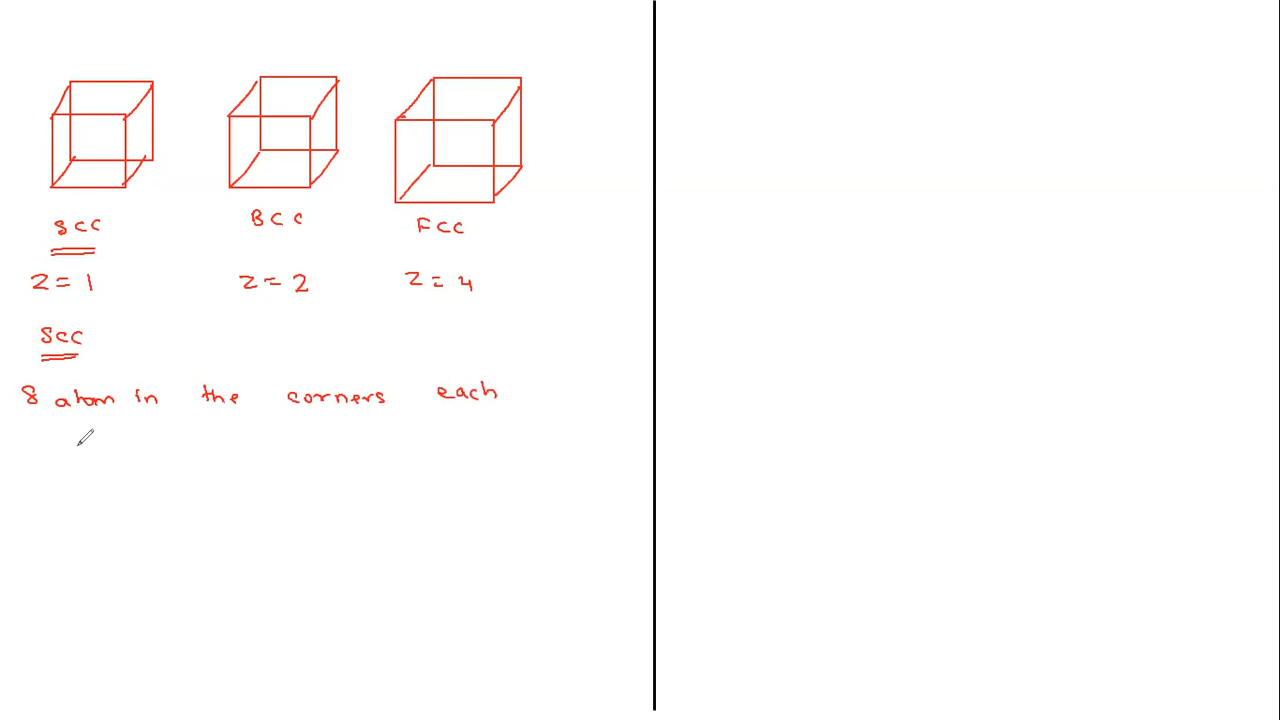 SCC BCC FCC
Z = 1 Z = 2 Z = 4
SCC
8 atom in the corners each